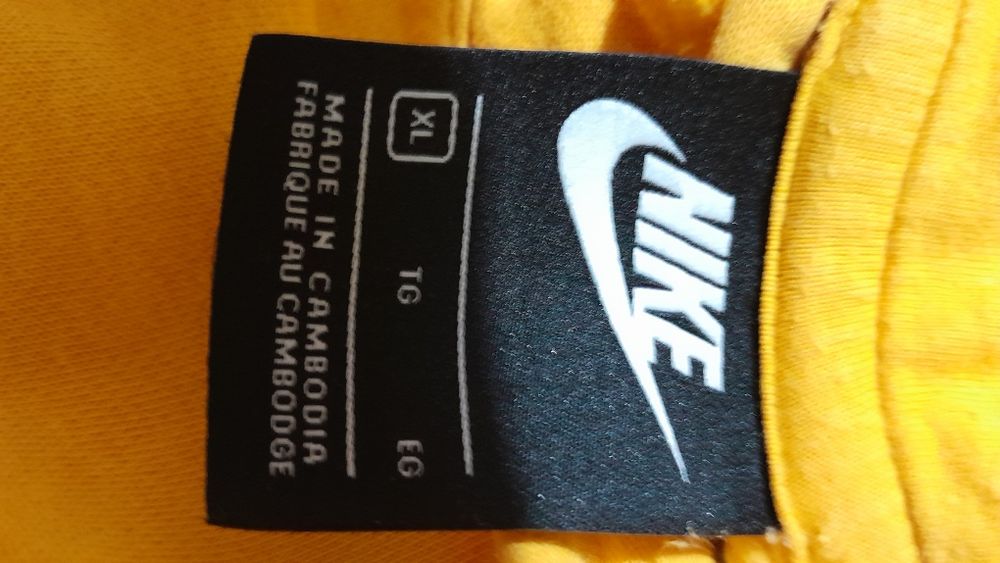 NIKE
XL TG EG
MADE IN CAMBODIA
FABRIQUE AU CAMBODGE